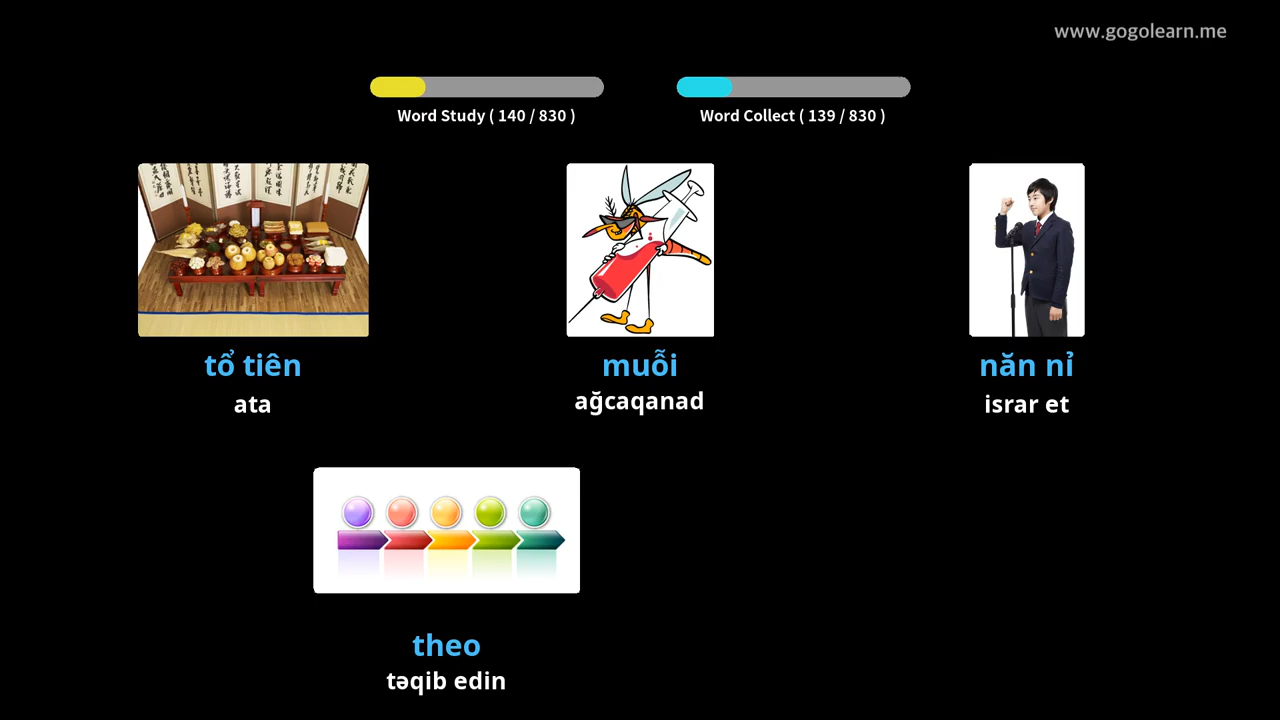 www.gogolearn.me
Word Study ( 140 / 830 )
Word Collect ( 139 / 830 )
tổ tiên
ata
muỗi
ağcaqanad
năn nỉ
israr et
theo
təqib edin